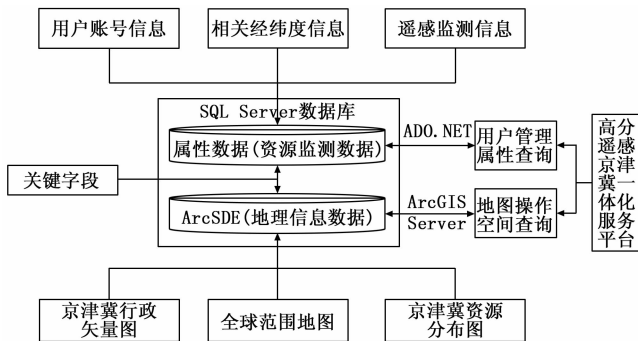 用户账号信息
相关经纬度信息
遥感监测信息
SQL Server数据库
属性数据(资源监测数据)
ADO.NET
用户管理
属性查询
高分
遥感
京津
冀一
体化
服务
平台
关键字段
ArcSDE(地理信息数据)
ArcGIS
Server
地图操作
空间查询
京津冀行政
矢量图
全球范围地图
京津冀资源
分布图